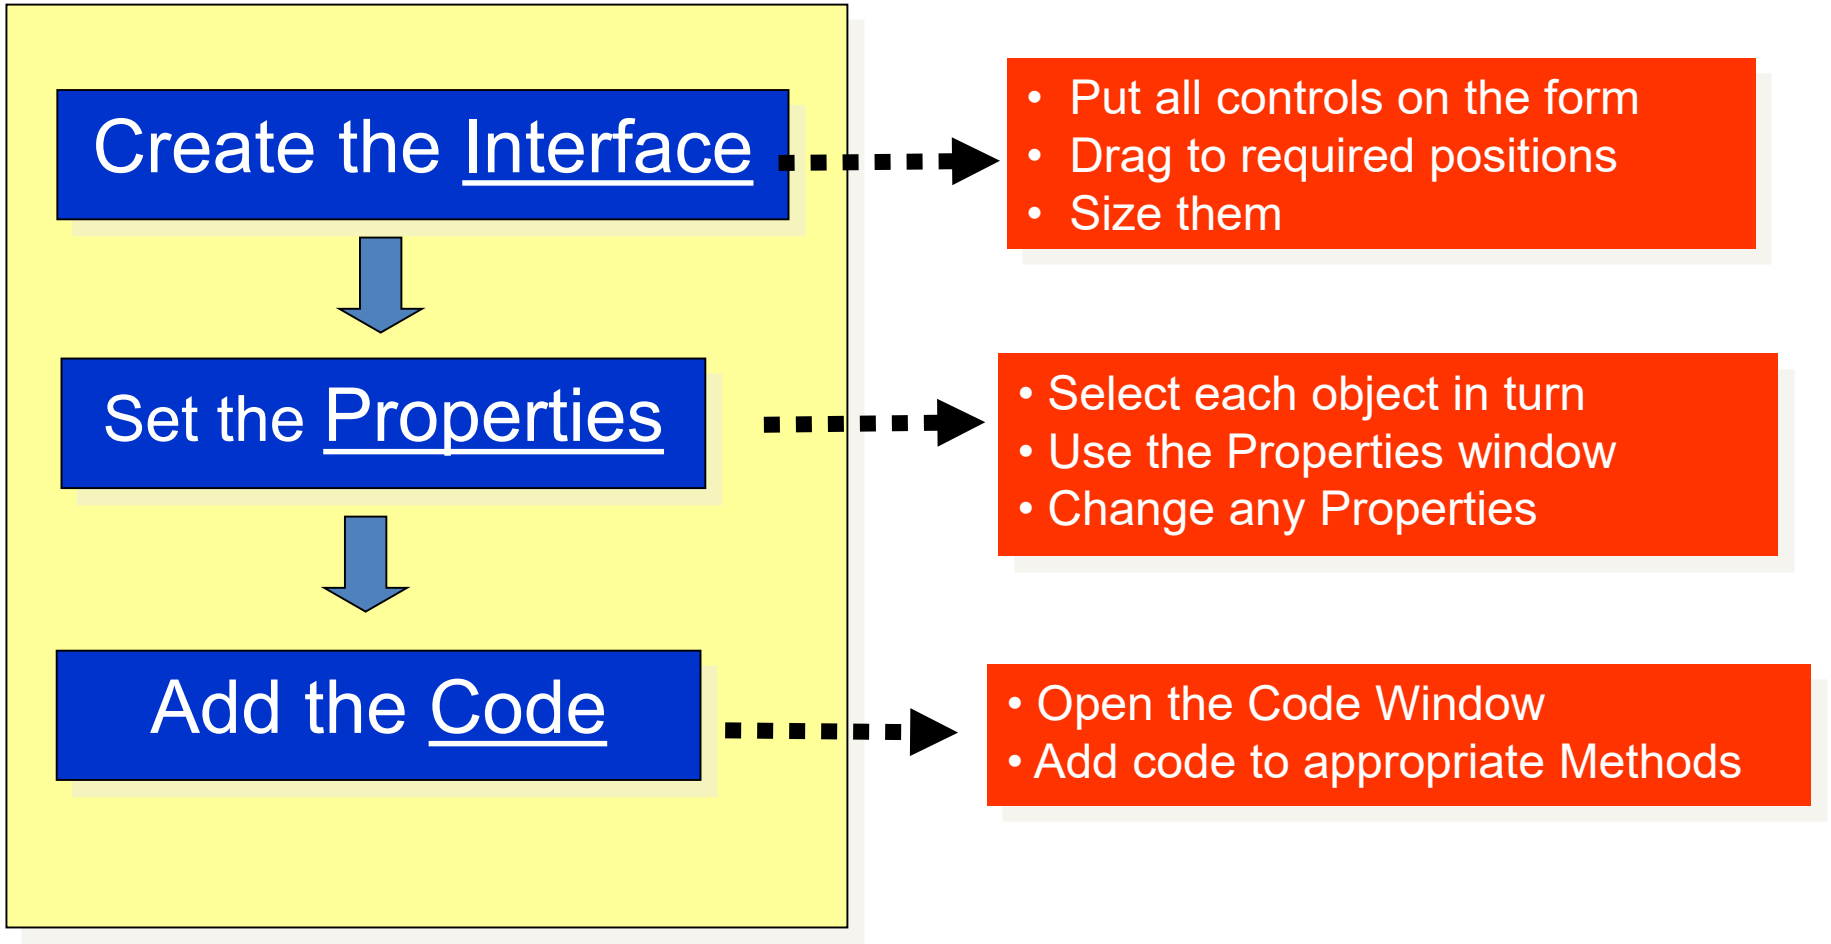 Create the Interface
• Put all controls on the form
• Drag to required positions
• Size them
Set the Properties
• Select each object in turn
• Use the Properties window
• Change any Properties
Add the Code
• Open the Code Window
• Add code to appropriate Methods